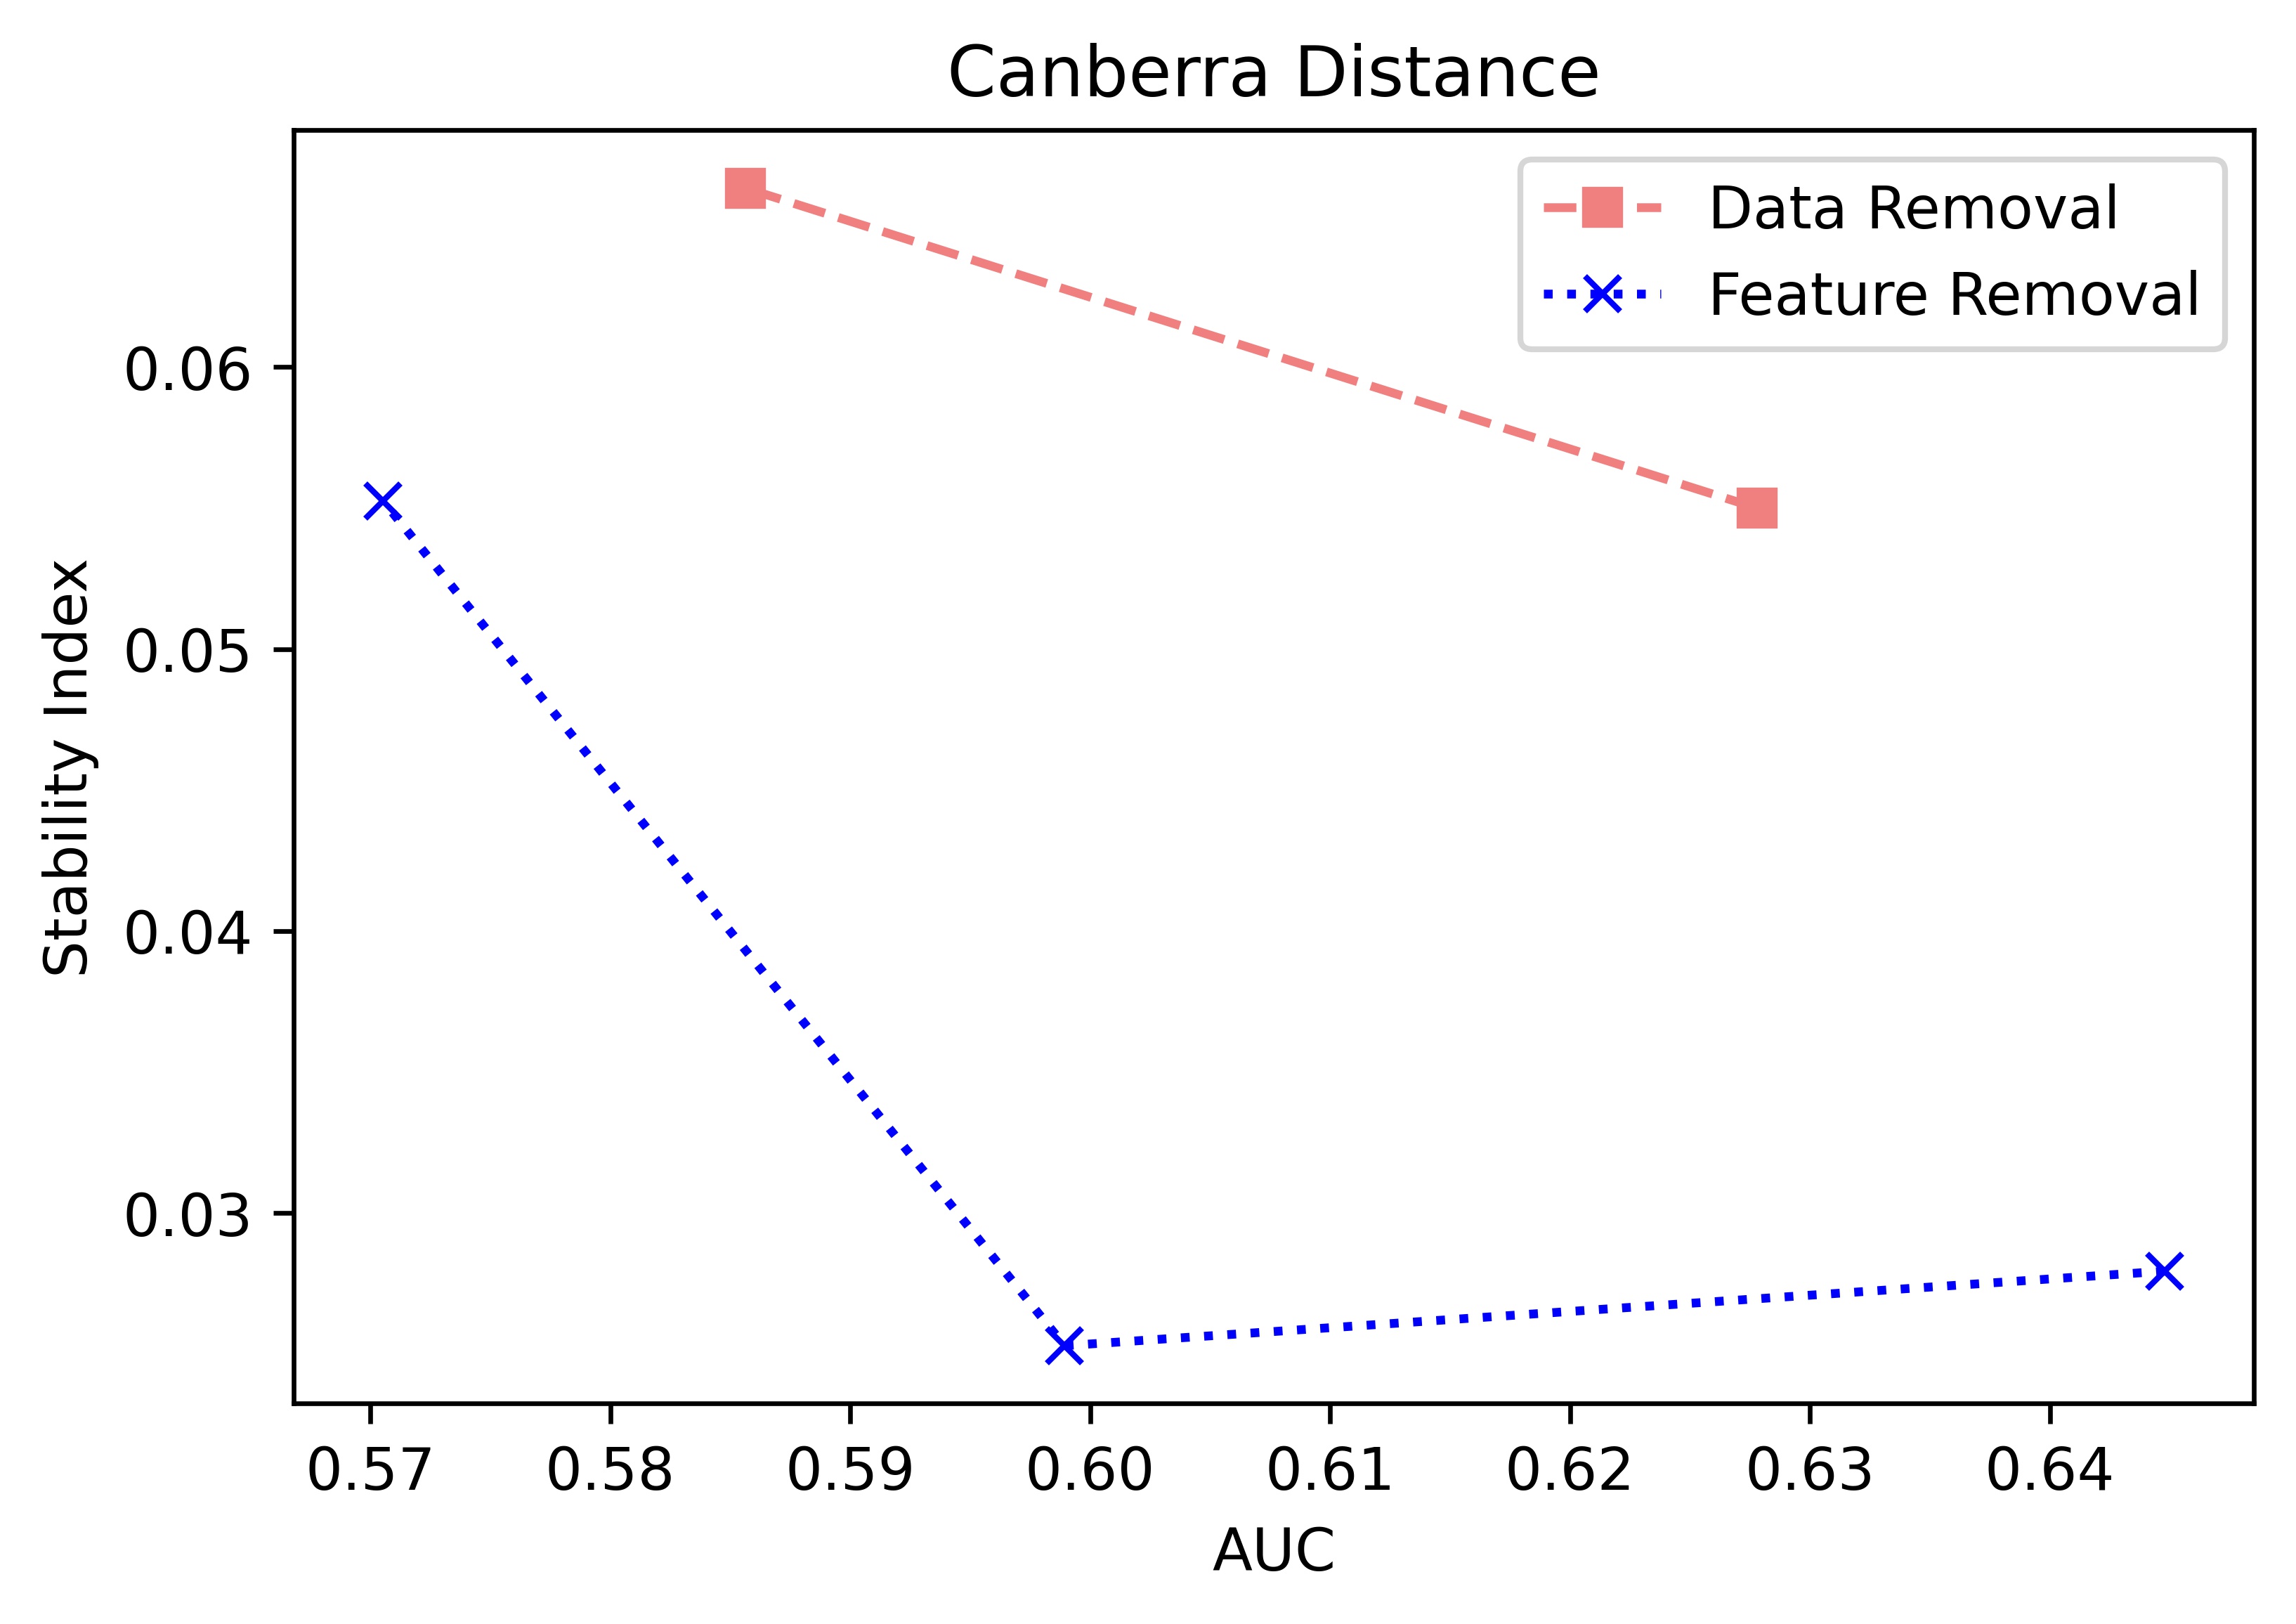 Canberra Distance
Data Removal
Feature Removal
0.06
0.05
0.04
0.03
Stability Index
0.57 0.58 0.59 0.60 0.61 0.62 0.63 0.64
AUC